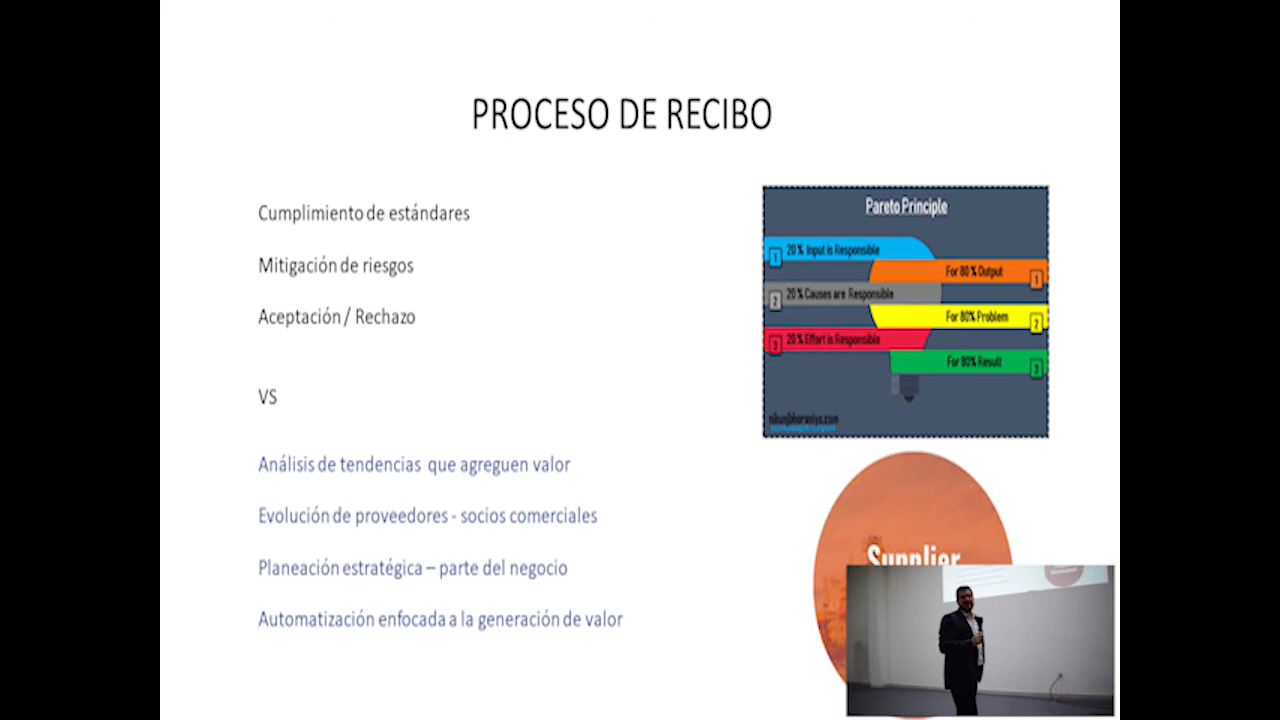 PROCESO DE RECIBO
Cumplimiento de estándares
Mitigación de riesgos
Aceptación / Rechazo
VS
Análisis de tendencias que agreguen valor
Evolución de proveedores - socios comerciales
Planeación estratégica – parte del negocio
Automatización enfocada a la generación de valor
Pareto Principle
1 20 % Input is Responsible
For 80 % Output 1
2 20 % Causes are Responsible
For 80% Problem 2
3 20 % Effort is Responsible
For 80% Result 3
Supplier